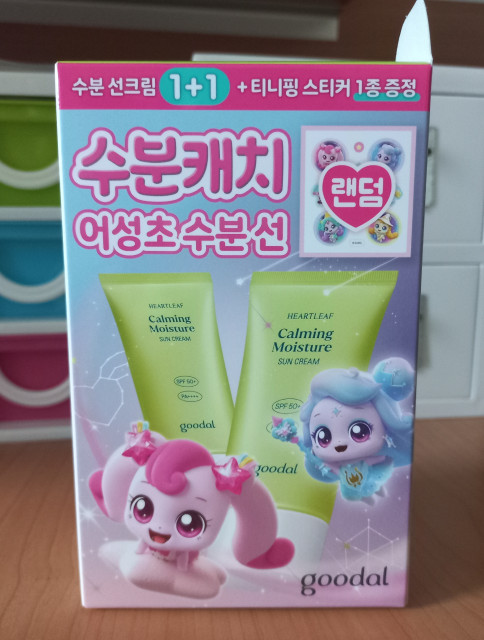 수분 선크림 1+1 + 티니핑 스티커 1종 증정
수분캐치
어성초 수분 선
랜덤
HEARTLEAF
Calming
Moisture
SUN CREAM
SPF 50+
PA++++
goodal
HEARTLEAF
Calming
Moisture
SUN CREAM
SPF 50+
goodal
goodal